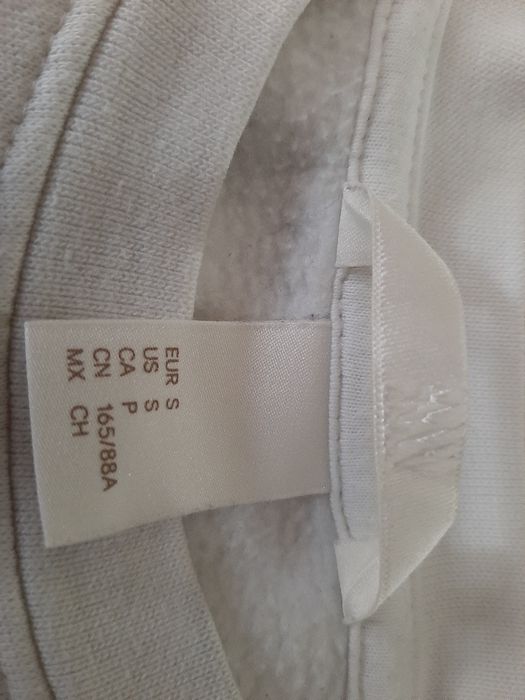 EUR S
US S
CA P
CN 165/88A
MX CH